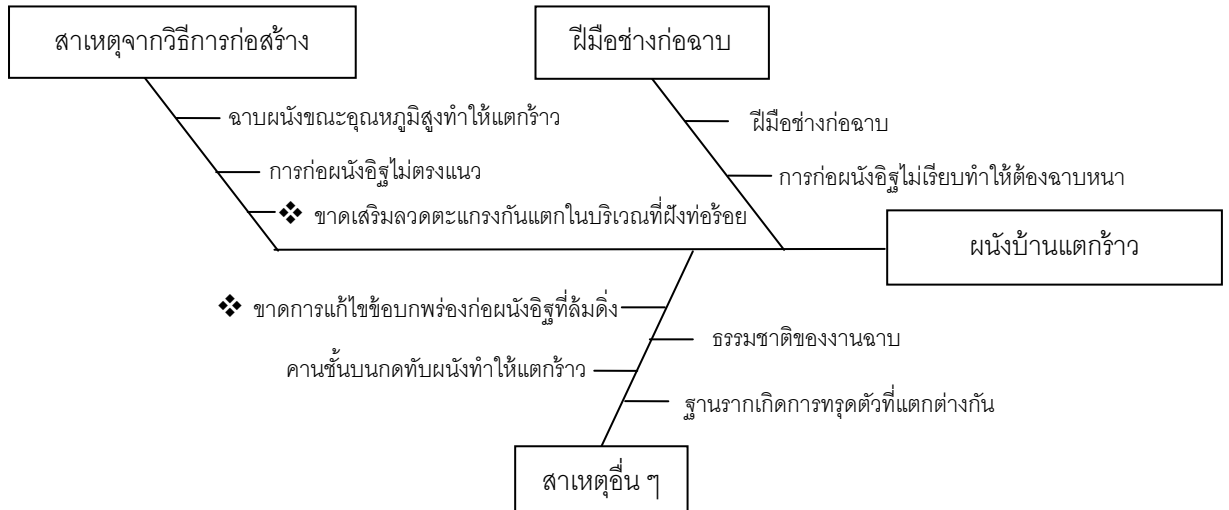 สาเหตุจากวิธีการก่อสร้าง
ฝีมือช่างก่อฉาบ
ฉาบผนังขณะอุณหภูมิสูงทำให้แตกร้าว
ฝีมือช่างก่อฉาบ
การก่อผนังอิฐไม่ตรงแนว
การก่อผนังอิฐไม่เรียบทำให้ต้องฉาบหนา
❖ ขาดเสริมลวดตะแกรงกันแตกในบริเวณที่ฝังท่อร้อย
ผนังบ้านแตกร้าว
❖ ขาดการแก้ไขข้อบกพร่องก่อผนังอิฐที่ล้มดิ่ง
ธรรมชาติของงานฉาบ
คานชั้นบนกดทับผนังทำให้แตกร้าว
ฐานรากเกิดการทรุดตัวที่แตกต่างกัน
สาเหตุอื่น ๆ